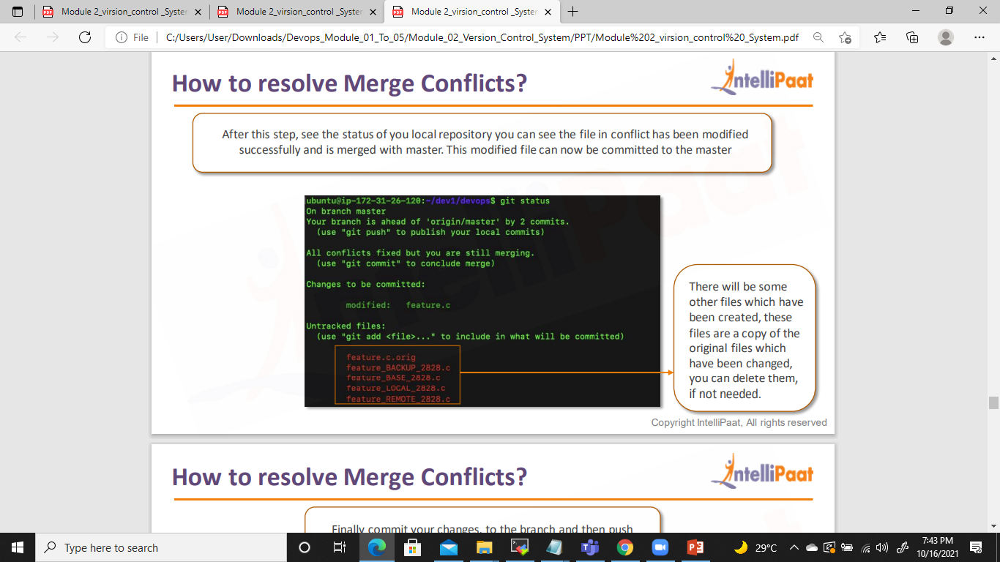 Module 2_virsion_control _System
Module 2_virsion_control _System
Module 2_virsion_control _System
File
C:/Users/User/Downloads/Devops_Module_01_To_05/Module_02_Version_Control_System/PPT/Module%202_virsion_control%20_System.pdf
How to resolve Merge Conflicts?
IntelliPaat
After this step, see the status of you local repository you can see the file in conflict has been modified
successfully and is merged with master. This modified file can now be committed to the master
ubuntu@ip-172-31-26-120:~/dev1/devops$ git status
On branch master
Your branch is ahead of 'origin/master' by 2 commits.
(use "git push" to publish your local commits)
All conflicts fixed but you are still merging.
(use "git commit" to conclude merge)
Changes to be committed:
modified: feature.c
Untracked files:
(use "git add <file>..." to include in what will be committed)
feature.c.orig
feature_BACKUP_2828.c
feature_BASE_2828.c
feature_LOCAL_2828.c
feature_REMOTE_2828.c
There will be some
other files which have
been created, these
files are a copy of the
original files which
have been changed,
you can delete them,
if not needed.
Copyright IntelliPaat, All rights reserved
How to resolve Merge Conflicts?
IntelliPaat
Finally commit your changes, to the branch and then push
Type here to search
29°C
7:43 PM
10/16/2021